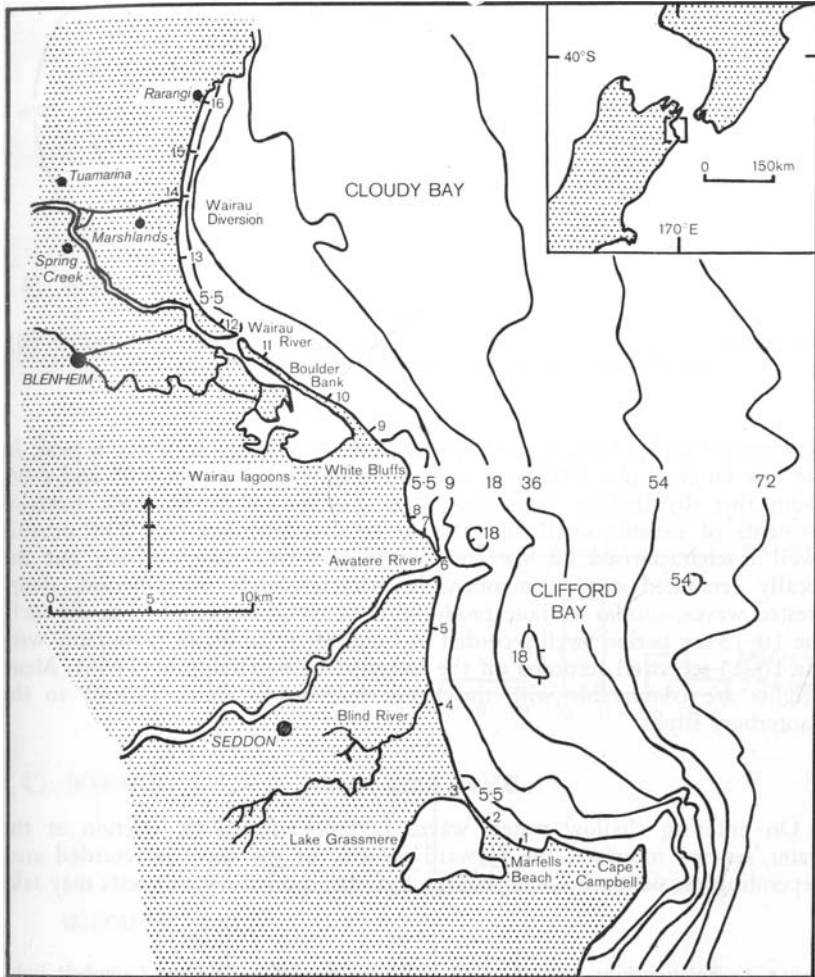 40°S
0 150km
170°E
Rarangi
16
15
Tuamarina
14
CLOUDY BAY
Wairau
Diversion
Marshlands
Spring
Creek
13
5·5
12
Wairau
River
11
BLENHEIM
Boulder
Bank
10
9
Wairau lagoons
White Bluffs
5·5 9 18 36 54 72
8
18
Awatere River
6
54
0 5 10km
CLIFFORD
BAY
5
18
Blind River
4
SEDDON
3
5·5
2
Lake Grassmere
1
Marfells
Beach
Cape
Campbell